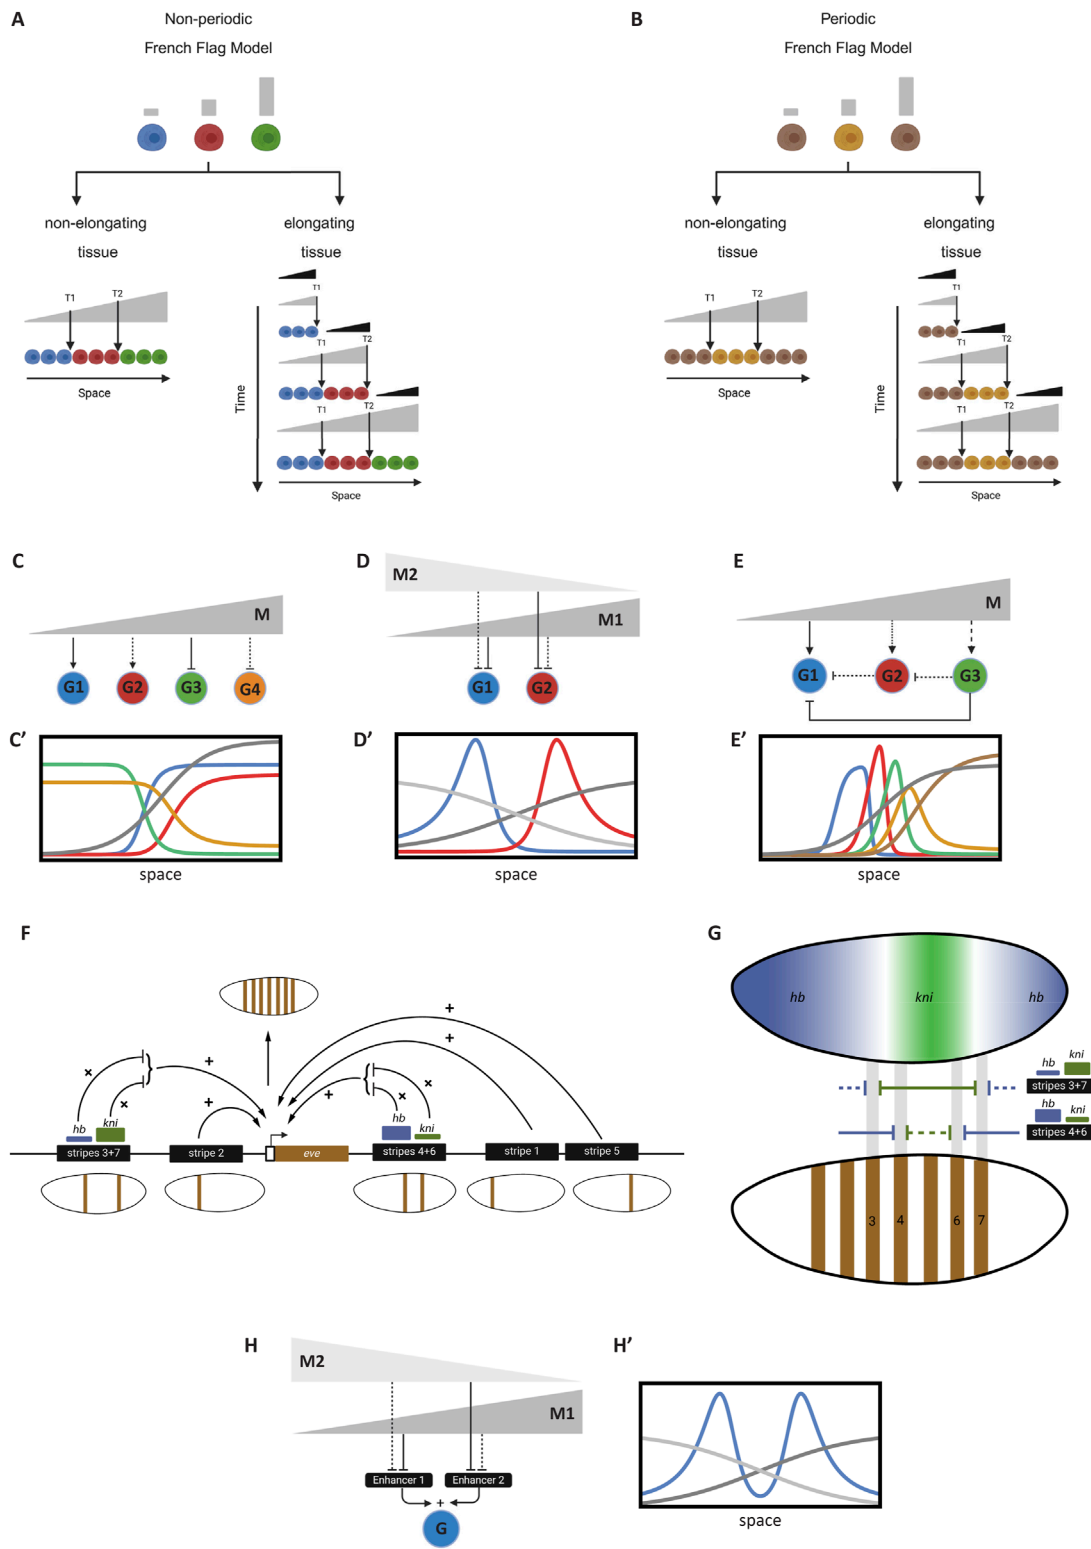 A
Non-periodic
French Flag Model
non-elongating
tissue
elongating
tissue
T1
T2
Space
T1
T1
T2
T1
T2
Time
Space
B
Periodic
French Flag Model
non-elongating
tissue
elongating
tissue
T1
T2
Space
T1
T1
T2
T1
T2
Time
Space
C
M
G1
G2
G3
G4
C’
space
D
M2
M1
G1
G2
D’
space
E
M
G1
G2
G3
E’
space
F
+
+
+
+
+
×
×
×
×
hb
kni
hb
kni
stripes 3+7
stripe 2
eve
stripes 4+6
stripe 1
stripe 5
G
hb
kni
hb
hb
kni
stripes 3+7
hb
kni
stripes 4+6
3
4
6
7
H
M2
M1
Enhancer 1
Enhancer 2
+
G
H’
space